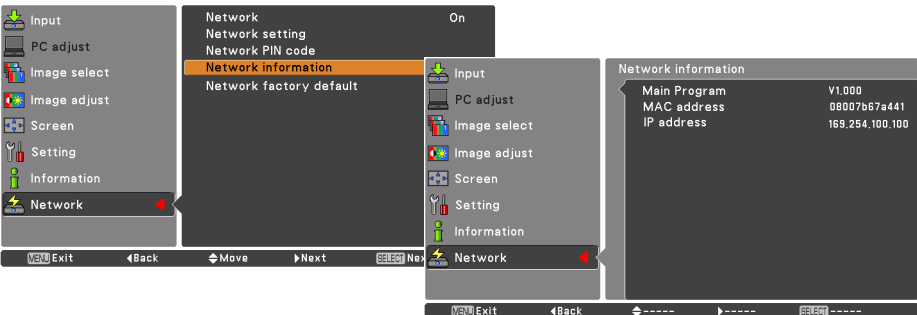 Input
PC adjust
Image select
Image adjust
Screen
Setting
Information
Network
Network On
Network setting
Network PIN code
Network information
Network factory default
MENU Exit Back Move Next SELECT Nex
Input
PC adjust
Image select
Image adjust
Screen
Setting
Information
Network
Network information
Main Program V1,000
MAC address 08007b67a441
IP address 169,254,100,100
MENU Exit Back ----- ----- SELECT -----